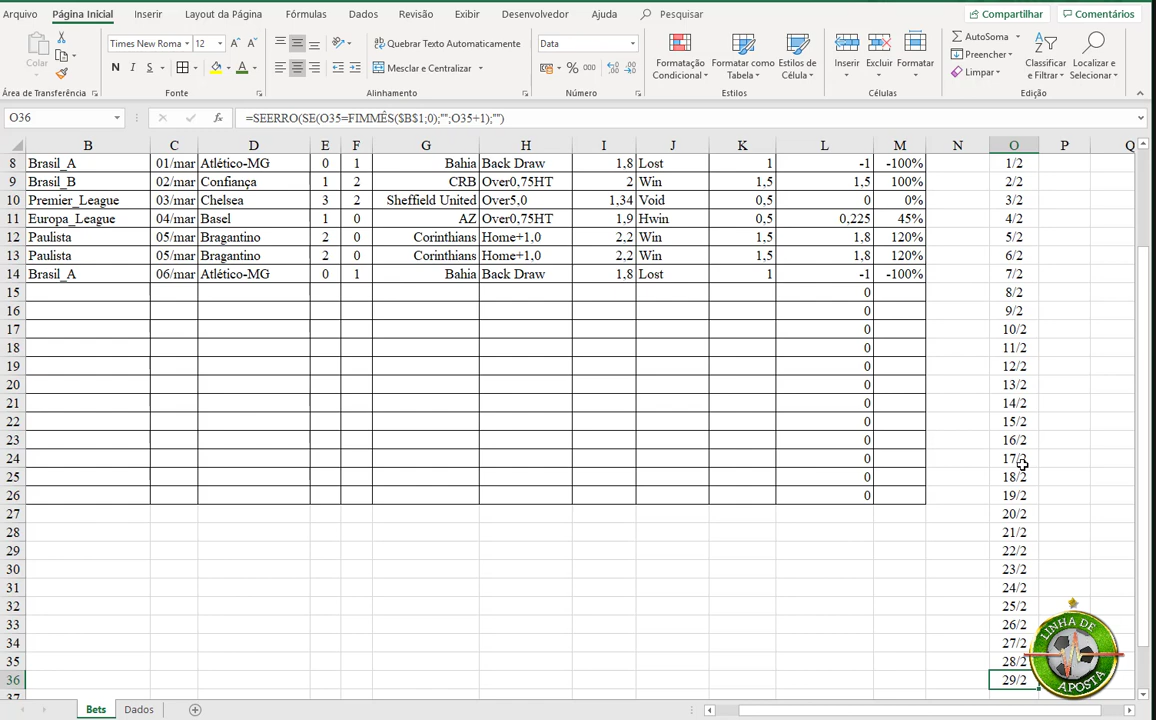 Arquivo Página Inicial Inserir Layout da Página Fórmulas Dados Revisão Exibir Desenvolvedor Ajuda Pesquisar Compartilhar Comentários
Colar
Times New Roma 12
Quebrar Texto Automaticamente
Mesclar e Centralizar
Data
Formatação Condicional
Formatar como Tabela
Estilos de Célula
Inserir Excluir Formatar
AutoSoma
Preencher
Limpar
Classificar e Filtrar
Localizar e Selecionar
Área de Transferência Fonte Alinhamento Número Estilos Células Edição
O36 fx =SEERRO(SE(O35=FIMMÊS($B$1;0);"";O35+1);"")
B C D E F G H I J K L M N O P Q
8 Brasil_A 01/mar Atlético-MG 0 1 Bahia Back Draw 1,8 Lost 1 -1 -100% 1/2
9 Brasil_B 02/mar Confiança 1 2 CRB Over0,75HT 2 Win 1,5 1,5 100% 2/2
10 Premier_League 03/mar Chelsea 3 2 Sheffield United Over5,0 1,34 Void 0,5 0 0% 3/2
11 Europa_League 04/mar Basel 1 0 AZ Over0,75HT 1,9 Hwin 0,5 0,225 45% 4/2
12 Paulista 05/mar Bragantino 2 0 Corinthians Home+1,0 2,2 Win 1,5 1,8 120% 5/2
13 Paulista 05/mar Bragantino 2 0 Corinthians Home+1,0 2,2 Win 1,5 1,8 120% 6/2
14 Brasil_A 06/mar Atlético-MG 0 1 Bahia Back Draw 1,8 Lost 1 -1 -100% 7/2
15 0 8/2
16 0 9/2
17 0 10/2
18 0 11/2
19 0 12/2
20 0 13/2
21 0 14/2
22 0 15/2
23 0 16/2
24 0 17/2
25 0 18/2
26 0 19/2
27 20/2
28 21/2
29 22/2
30 23/2
31 24/2
32 25/2
33 26/2
34 27/2
35 28/2
36 29/2
37
LINHA DE APOSTA
Bets Dados